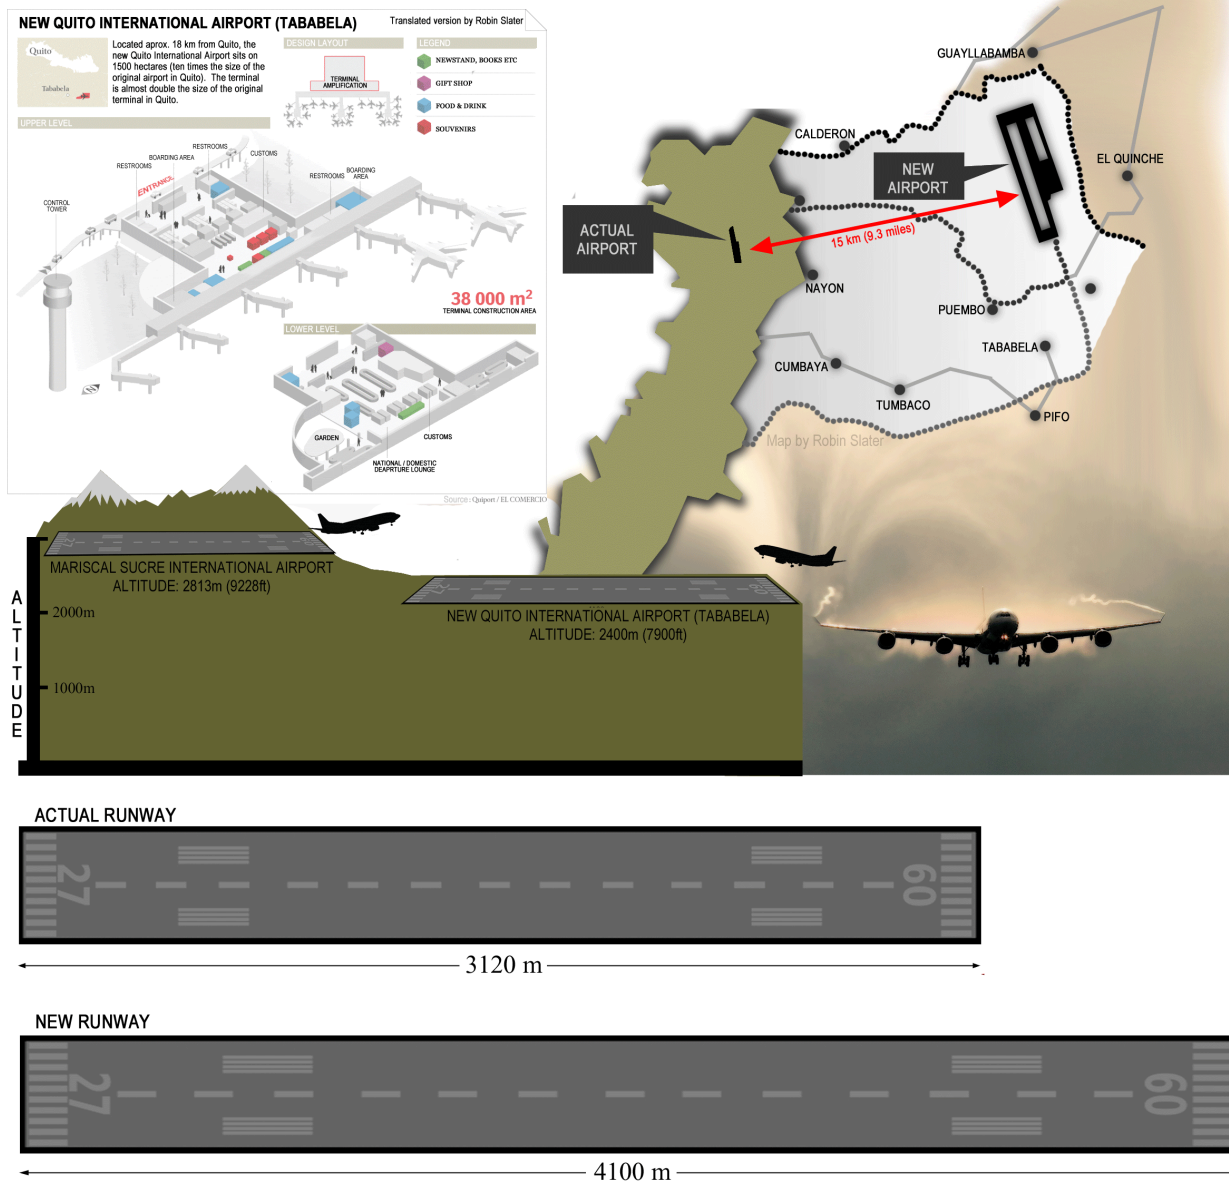 NEW QUITO INTERNATIONAL AIRPORT (TABABELA)
Translated version by Robin Slater
Quito
Tababela
Located aprox. 18 km from Quito, the
new Quito International Airport sits on
1500 hectares (ten times the size of the
original airport in Quito). The terminal
is almost double the size of the original
terminal in Quito.
DESIGN LAYOUT
TERMINAL
AMPLIFICATION
LEGEND
NEWSTAND, BOOKS ETC
GIFT SHOP
FOOD & DRINK
SOUVENIRS
UPPER LEVEL
RESTROOMS
BOARDING AREA
RESTROOMS
CUSTOMS
RESTROOMS
BOARDING
AREA
ENTRANCE
CONTROL
TOWER
N
38 000 m²
TERMINAL CONSTRUCTION AREA
LOWER LEVEL
GARDEN
CUSTOMS
NATIONAL / DOMESTIC
DEAPRTURE LOUNGE
Source: Quiport / EL COMERCIO
GUAYLLABAMBA
CALDERON
EL QUINCHE
NEW
AIRPORT
ACTUAL
AIRPORT
15 km (9.3 miles)
NAYON
PUEMBO
TABABELA
CUMBAYA
TUMBACO
PIFO
Map by Robin Slater
27
60
MARISCAL SUCRE INTERNATIONAL AIRPORT
ALTITUDE: 2813m (9228ft)
27
60
NEW QUITO INTERNATIONAL AIRPORT (TABABELA)
ALTITUDE: 2400m (7900ft)
ALTITUDE
2000m
1000m
ACTUAL RUNWAY
27
60
3120 m
NEW RUNWAY
27
60
4100 m